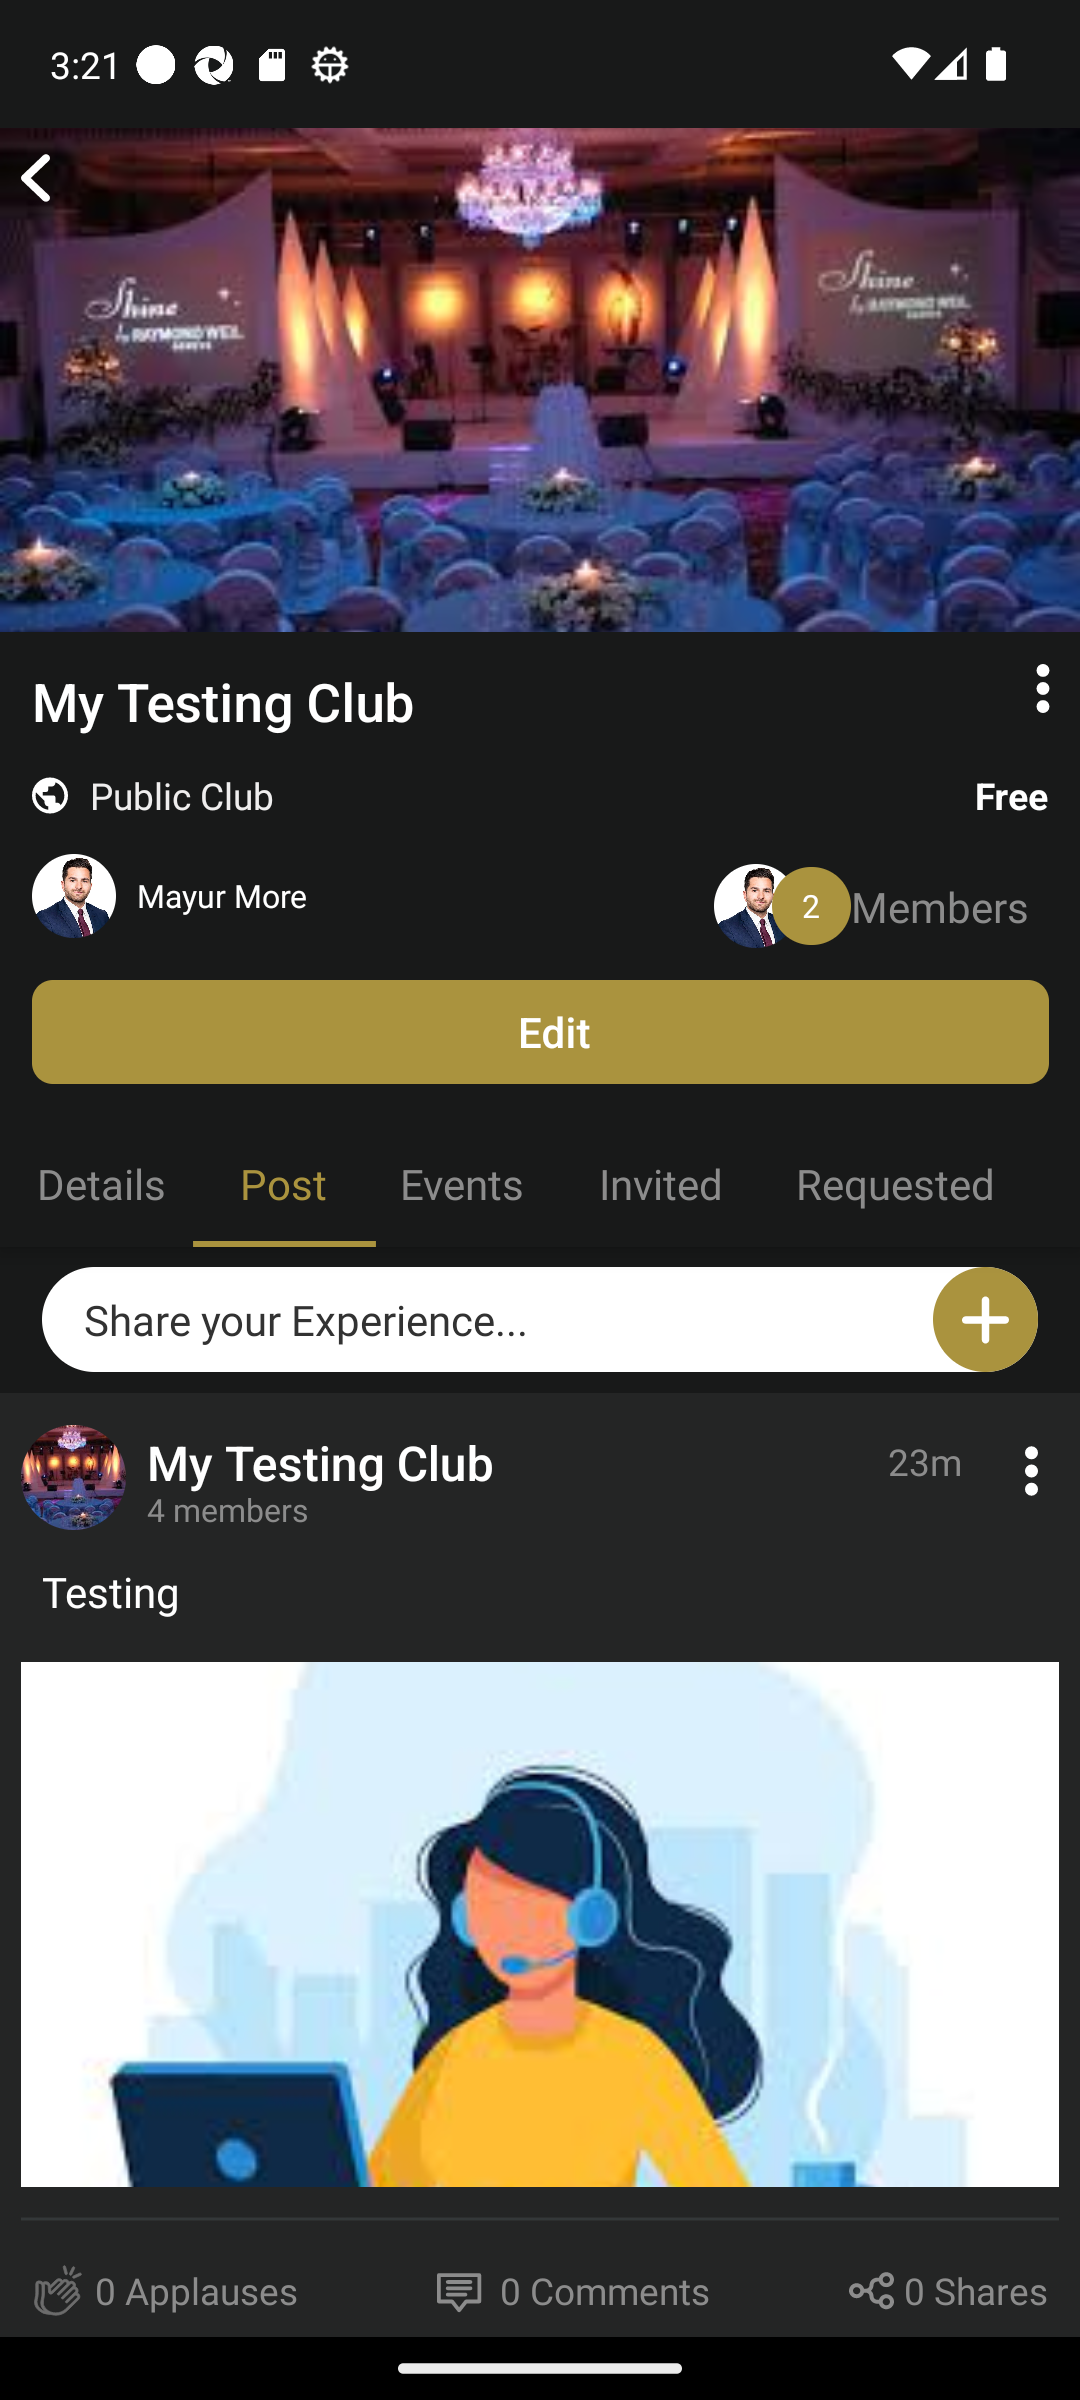 3:21
Shine
by RAYMOND WEIL
GENEVE
Shine
by RAYMOND WEIL
GENEVE
My Testing Club
Public Club
Free
Mayur More
2 Members
Edit
Details Post Events Invited Requested
Share your Experience...
My Testing Club
23m
4 members
Testing
0 Applauses 0 Comments 0 Shares